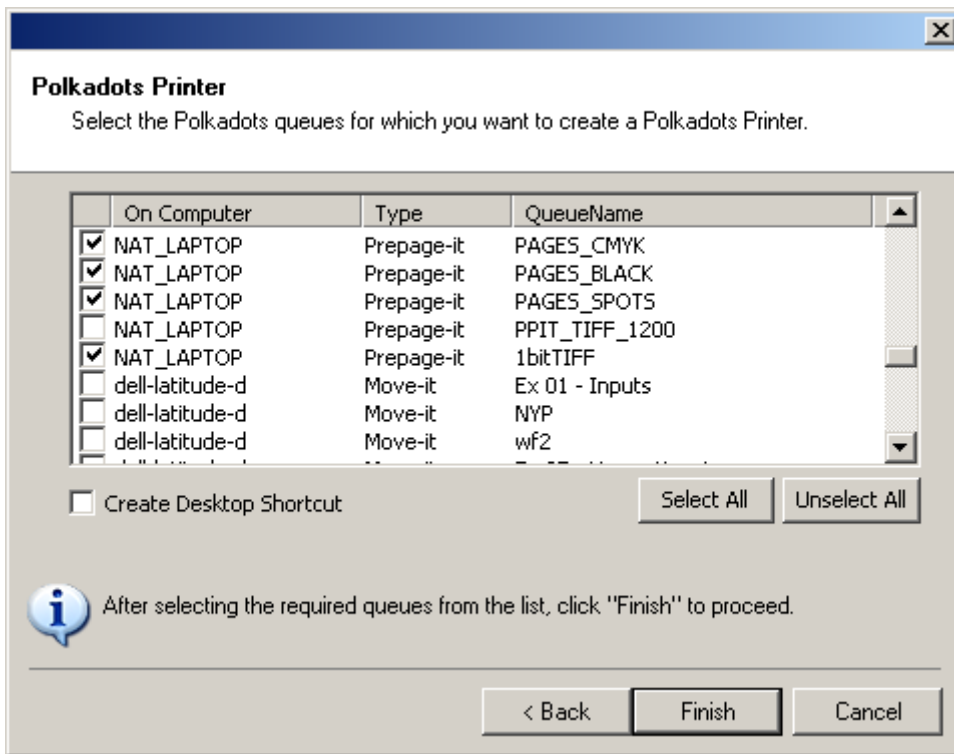 Polkadots Printer
Select the Polkadots queues for which you want to create a Polkadots Printer.
On Computer Type QueueName
NAT_LAPTOP Prepage-it PAGES_CMYK
NAT_LAPTOP Prepage-it PAGES_BLACK
NAT_LAPTOP Prepage-it PAGES_SPOTS
NAT_LAPTOP Prepage-it PPIT_TIFF_1200
NAT_LAPTOP Prepage-it 1bitTIFF
dell-latitude-d Move-it Ex 01 - Inputs
dell-latitude-d Move-it NYP
dell-latitude-d Move-it wf2
Create Desktop Shortcut Select All Unselect All
After selecting the required queues from the list, click "Finish" to proceed.
< Back Finish Cancel